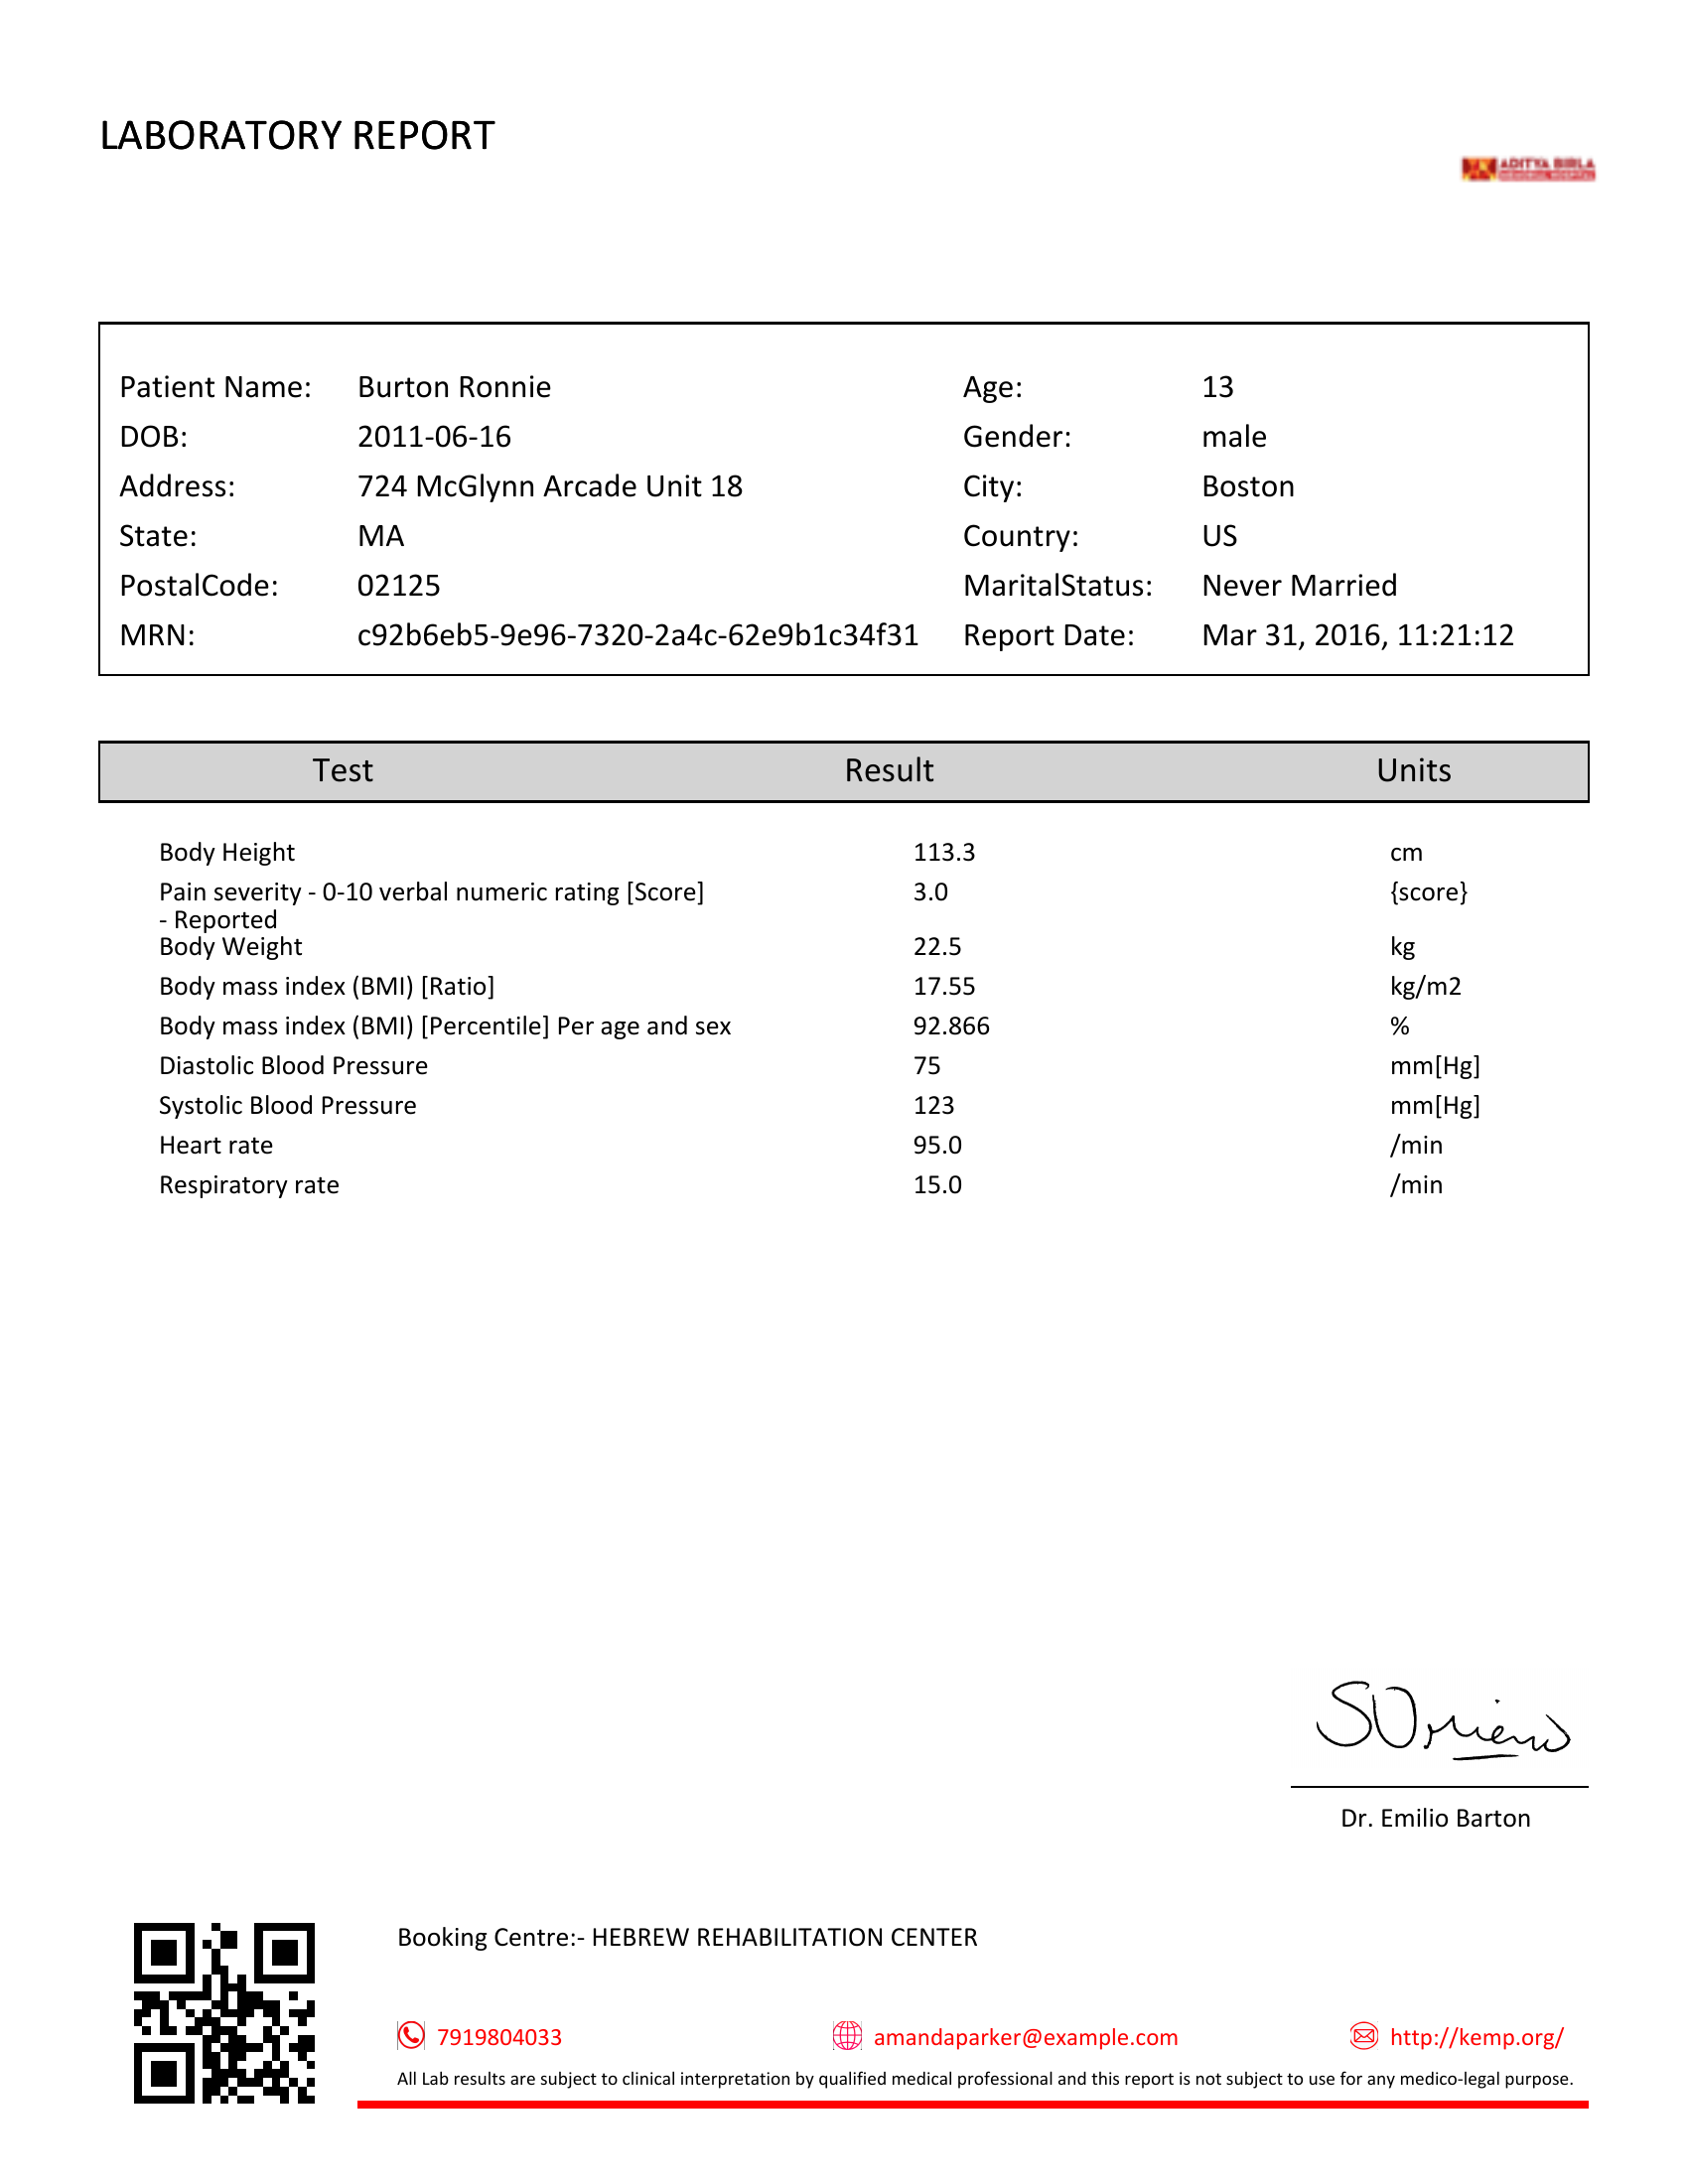 LABORATORY REPORT
ADITYA BIRLA
MEMORIAL HOSPITAL
Patient Name: Burton Ronnie Age: 13
DOB: 2011-06-16 Gender: male
Address: 724 McGlynn Arcade Unit 18 City: Boston
State: MA Country: US
PostalCode: 02125 MaritalStatus: Never Married
MRN: c92b6eb5-9e96-7320-2a4c-62e9b1c34f31 Report Date: Mar 31, 2016, 11:21:12
Test Result Units
Body Height 113.3 cm
Pain severity - 0-10 verbal numeric rating [Score] 3.0 {score}
- Reported
Body Weight 22.5 kg
Body mass index (BMI) [Ratio] 17.55 kg/m2
Body mass index (BMI) [Percentile] Per age and sex 92.866 %
Diastolic Blood Pressure 75 mm[Hg]
Systolic Blood Pressure 123 mm[Hg]
Heart rate 95.0 /min
Respiratory rate 15.0 /min
Dr. Emilio Barton
Booking Centre:- HEBREW REHABILITATION CENTER
7919804033 amandaparker@example.com http://kemp.org/
All Lab results are subject to clinical interpretation by qualified medical professional and this report is not subject to use for any medico-legal purpose.